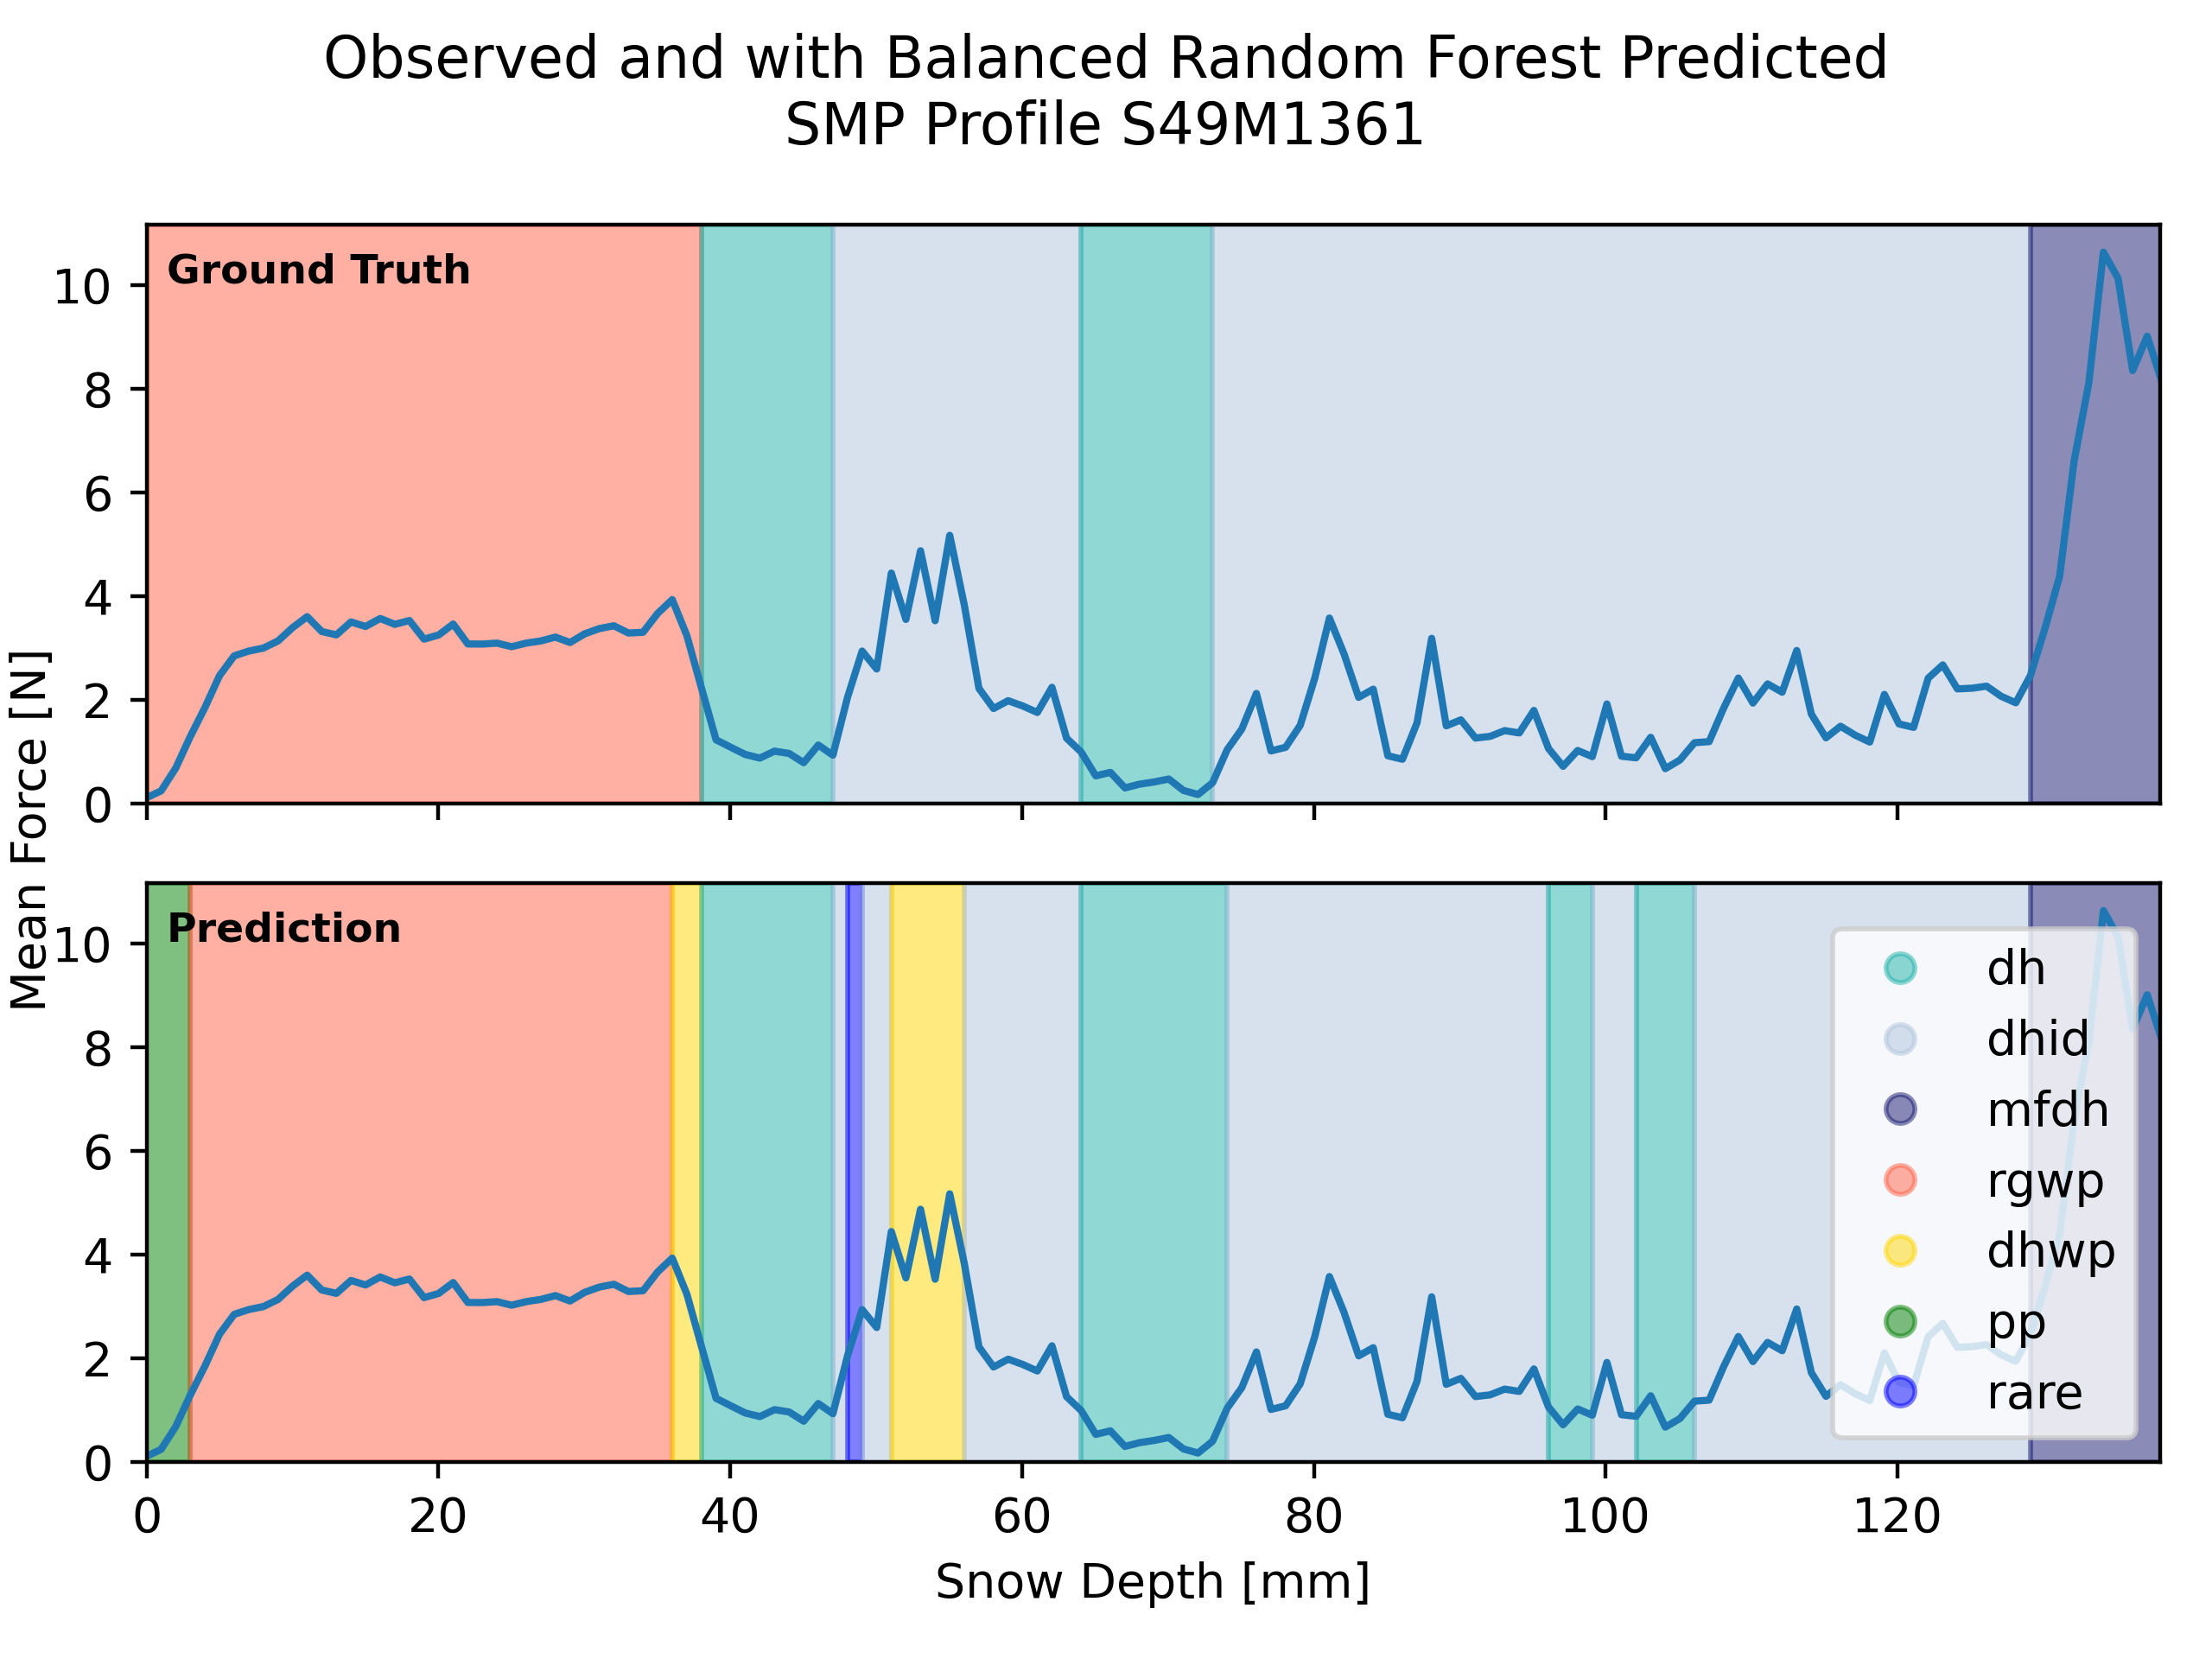 Observed and with Balanced Random Forest Predicted
SMP Profile S49M1361
Mean Force [N]
Ground Truth
10
8
6
4
2
0
Prediction
10
8
6
4
2
0
dh
dhid
mfdh
rgwp
dhwp
pp
rare
0 20 40 60 80 100 120
Snow Depth [mm]